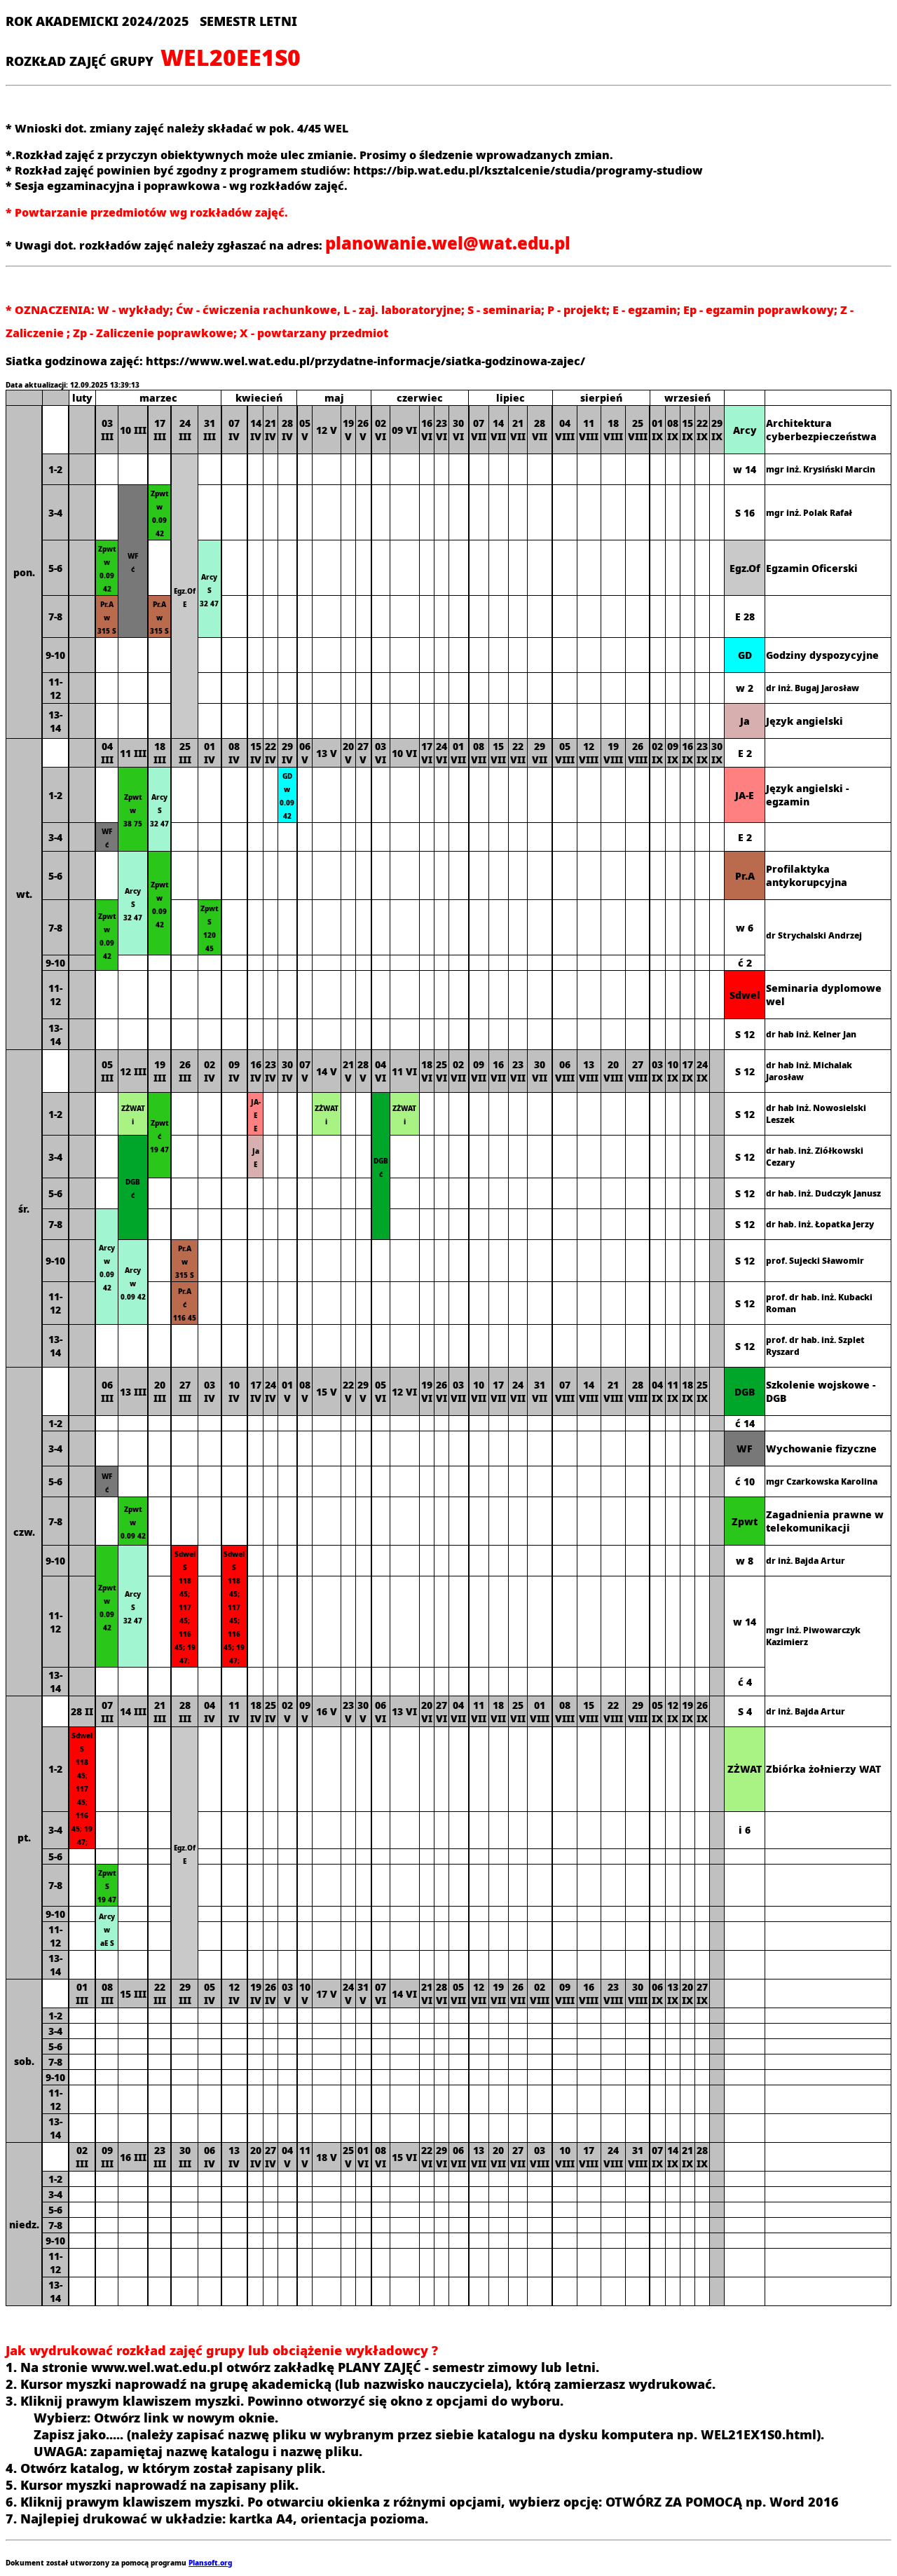 ROK AKADEMICKI 2024/2025 SEMESTR LETNI
ROZKŁAD ZAJĘĆ GRUPY WEL20EE1S0
* Wnioski dot. zmiany zajęć należy składać w pok. 4/45 WEL
*.Rozkład zajęć z przyczyn obiektywnych może ulec zmianie. Prosimy o śledzenie wprowadzanych zmian.
* Rozkład zajęć powinien być zgodny z programem studiów: https://bip.wat.edu.pl/ksztalcenie/studia/programy-studiow
* Sesja egzaminacyjna i poprawkowa - wg rozkładów zajęć.
* Powtarzanie przedmiotów wg rozkładów zajęć.
* Uwagi dot. rozkładów zajęć należy zgłaszać na adres: planowanie.wel@wat.edu.pl
* OZNACZENIA: W - wykłady; Ćw - ćwiczenia rachunkowe, L - zaj. laboratoryjne; S - seminaria; P - projekt; E - egzamin; Ep - egzamin poprawkowy; Z -
Zaliczenie ; Zp - Zaliczenie poprawkowe; X - powtarzany przedmiot
Siatka godzinowa zajęć: https://www.wel.wat.edu.pl/przydatne-informacje/siatka-godzinowa-zajec/
Data aktualizacji: 12.09.2025 13:39:13
luty marzec kwiecień maj czerwiec lipiec sierpień wrzesień
pon. 03 III 10 III 17 III 24 III 31 III 07 IV 14 IV 21 IV 28 IV 05 V 12 V 19 V 26 V 02 VI 09 VI 16 VI 23 VI 30 VI 07 VII 14 VII 21 VII 28 VII 04 VIII 11 VIII 18 VIII 25 VIII 01 IX 08 IX 15 IX 22 IX 29 IX Arcy Architektura cyberbezpieczeństwa
1-2 Egz.Of E w 14 mgr inż. Krysiński Marcin
3-4 WF ć Zpwt w 0.09 42 S 16 mgr inż. Polak Rafał
5-6 Zpwt w 0.09 42 Arcy S 32 47 Egz.Of Egzamin Oficerski
7-8 Pr.A w 315 S Pr.A w 315 S E 28
9-10 GD Godziny dyspozycyjne
11-12 w 2 dr inż. Bugaj Jarosław
13-14 Ja Język angielski
wt. 04 III 11 III 18 III 25 III 01 IV 08 IV 15 IV 22 IV 29 IV 06 V 13 V 20 V 27 V 03 VI 10 VI 17 VI 24 VI 01 VII 08 VII 15 VII 22 VII 29 VII 05 VIII 12 VIII 19 VIII 26 VIII 02 IX 09 IX 16 IX 23 IX 30 IX E 2
1-2 Zpwt w 38 75 Arcy S 32 47 GD w 0.09 42 JA-E Język angielski - egzamin
3-4 WF ć E 2
5-6 Arcy S 32 47 Zpwt w 0.09 42 Pr.A Profilaktyka antykorupcyjna
7-8 Zpwt w 0.09 42 Zpwt S 120 45 w 6 dr Strychalski Andrzej
9-10 ć 2
11-12 Sdwel Seminaria dyplomowe wel
13-14 S 12 dr hab inż. Kelner Jan
śr. 05 III 12 III 19 III 26 III 02 IV 09 IV 16 IV 23 IV 30 IV 07 V 14 V 21 V 28 V 04 VI 11 VI 18 VI 25 VI 02 VII 09 VII 16 VII 23 VII 30 VII 06 VIII 13 VIII 20 VIII 27 VIII 03 IX 10 IX 17 IX 24 IX S 12 dr hab inż. Michalak Jarosław
1-2 ZŻWAT i Zpwt ć 19 47 JA-E E ZŻWAT i DGB ć ZŻWAT i S 12 dr hab inż. Nowosielski Leszek
3-4 DGB ć Ja E S 12 dr hab. inż. Ziółkowski Cezary
5-6 S 12 dr hab. inż. Dudczyk Janusz
7-8 Arcy w 0.09 42 S 12 dr hab. inż. Łopatka Jerzy
9-10 Arcy w 0.09 42 Pr.A w 315 S S 12 prof. Sujecki Sławomir
11-12 Pr.A ć 116 45 S 12 prof. dr hab. inż. Kubacki Roman
13-14 S 12 prof. dr hab. inż. Szplet Ryszard
czw. 06 III 13 III 20 III 27 III 03 IV 10 IV 17 IV 24 IV 01 V 08 V 15 V 22 V 29 V 05 VI 12 VI 19 VI 26 VI 03 VII 10 VII 17 VII 24 VII 31 VII 07 VIII 14 VIII 21 VIII 28 VIII 04 IX 11 IX 18 IX 25 IX DGB Szkolenie wojskowe - DGB
1-2 ć 14
3-4 WF Wychowanie fizyczne
5-6 WF ć ć 10 mgr Czarkowska Karolina
7-8 Zpwt w 0.09 42 Zpwt Zagadnienia prawne w telekomunikacji
9-10 Zpwt w 0.09 42 Arcy S 32 47 Sdwel S 118 45; 117 45; 116 45; 19 47; Sdwel S 118 45; 117 45; 116 45; 19 47; w 8 dr inż. Bajda Artur
11-12 w 14 mgr inż. Piwowarczyk Kazimierz
13-14 ć 4
pt. 28 II 07 III 14 III 21 III 28 III 04 IV 11 IV 18 IV 25 IV 02 V 09 V 16 V 23 V 30 V 06 VI 13 VI 20 VI 27 VI 04 VII 11 VII 18 VII 25 VII 01 VIII 08 VIII 15 VIII 22 VIII 29 VIII 05 IX 12 IX 19 IX 26 IX S 4 dr inż. Bajda Artur
1-2 Sdwel S 118 45; 117 45; 116 45; 19 47; Egz.Of E ZŻWAT Zbiórka żołnierzy WAT
3-4 i 6
5-6
7-8 Zpwt S 19 47
9-10 Arcy w aE S
11-12
13-14
sob. 01 III 08 III 15 III 22 III 29 III 05 IV 12 IV 19 IV 26 IV 03 V 10 V 17 V 24 V 31 V 07 VI 14 VI 21 VI 28 VI 05 VII 12 VII 19 VII 26 VII 02 VIII 09 VIII 16 VIII 23 VIII 30 VIII 06 IX 13 IX 20 IX 27 IX
1-2
3-4
5-6
7-8
9-10
11-12
13-14
niedz. 02 III 09 III 16 III 23 III 30 III 06 IV 13 IV 20 IV 27 IV 04 V 11 V 18 V 25 V 01 VI 08 VI 15 VI 22 VI 29 VI 06 VII 13 VII 20 VII 27 VII 03 VIII 10 VIII 17 VIII 24 VIII 31 VIII 07 IX 14 IX 21 IX 28 IX
1-2
3-4
5-6
7-8
9-10
11-12
13-14
Jak wydrukować rozkład zajęć grupy lub obciążenie wykładowcy ?
1. Na stronie www.wel.wat.edu.pl otwórz zakładkę PLANY ZAJĘĆ - semestr zimowy lub letni.
2. Kursor myszki naprowadź na grupę akademicką (lub nazwisko nauczyciela), którą zamierzasz wydrukować.
3. Kliknij prawym klawiszem myszki. Powinno otworzyć się okno z opcjami do wyboru.
Wybierz: Otwórz link w nowym oknie.
Zapisz jako..... (należy zapisać nazwę pliku w wybranym przez siebie katalogu na dysku komputera np. WEL21EX1S0.html).
UWAGA: zapamiętaj nazwę katalogu i nazwę pliku.
4. Otwórz katalog, w którym został zapisany plik.
5. Kursor myszki naprowadź na zapisany plik.
6. Kliknij prawym klawiszem myszki. Po otwarciu okienka z różnymi opcjami, wybierz opcję: OTWÓRZ ZA POMOCĄ np. Word 2016
7. Najlepiej drukować w układzie: kartka A4, orientacja pozioma.
Dokument został utworzony za pomocą programu Plansoft.org